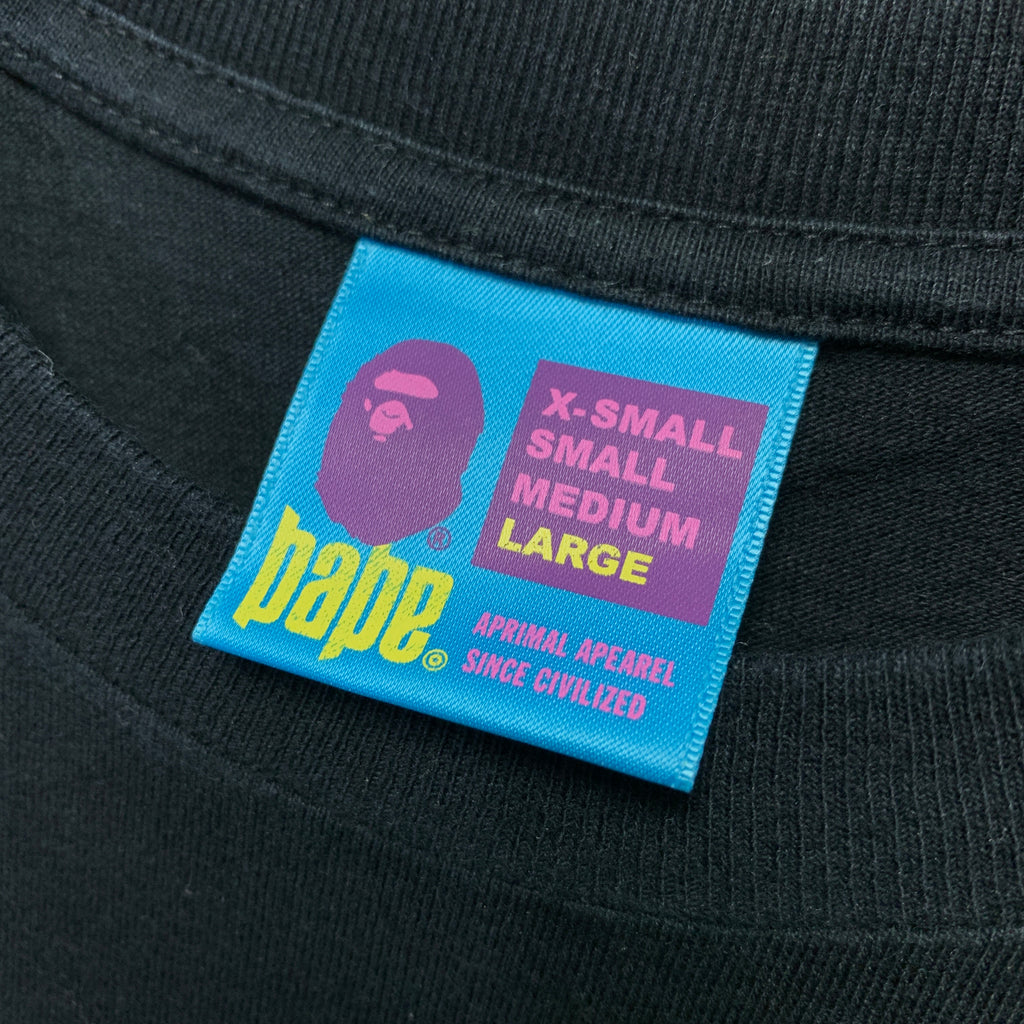 X-SMALL
SMALL
MEDIUM
LARGE
®
bape®
APRIMAL APEAREL
SINCE CIVILIZED